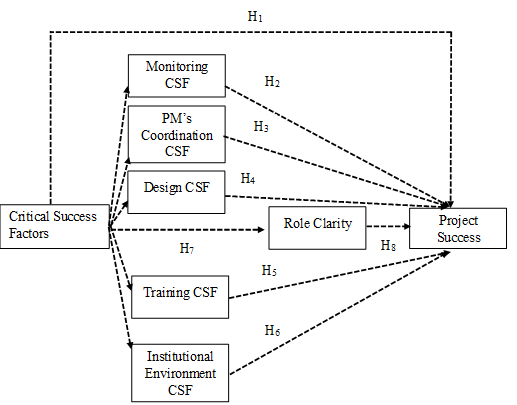 H1
Monitoring
CSF
H2
PM's
Coordination
CSF
H3
Design CSF
H4
Critical Success
Factors
Role Clarity
Project
Success
H7
H8
Training CSF
H5
Institutional
Environment
CSF
H6